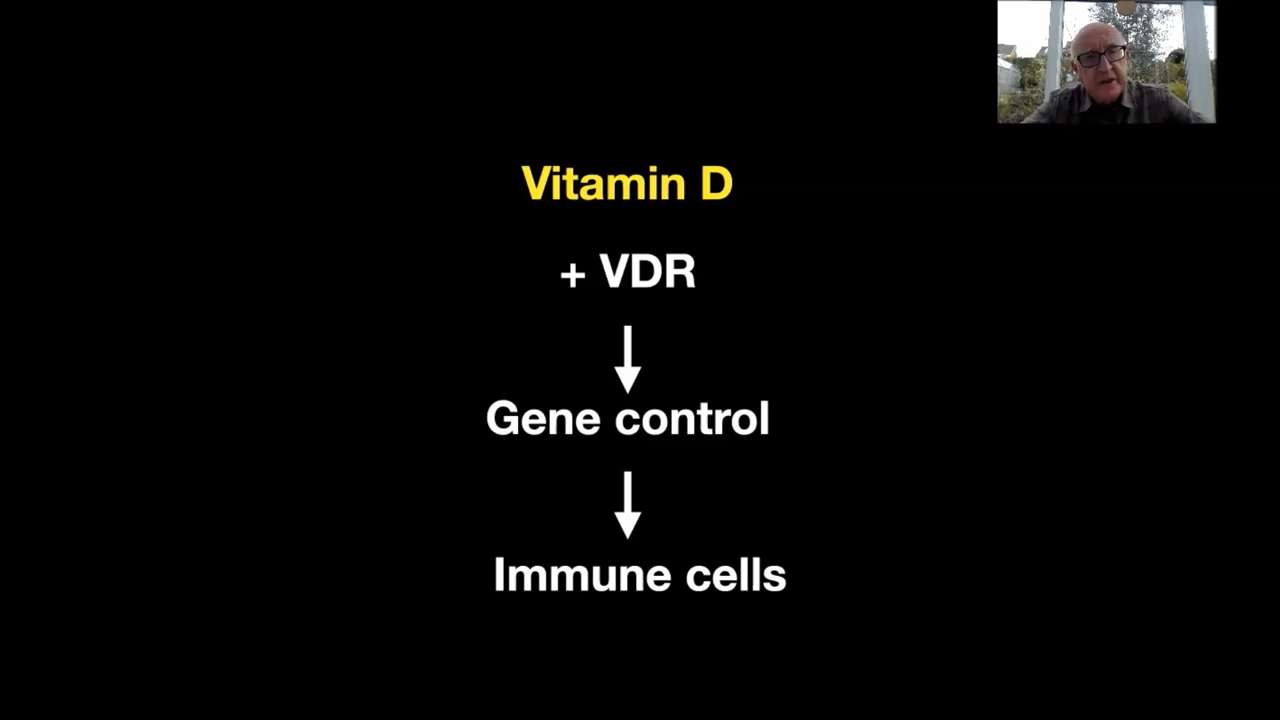 Vitamin D
+ VDR
Gene control
Immune cells